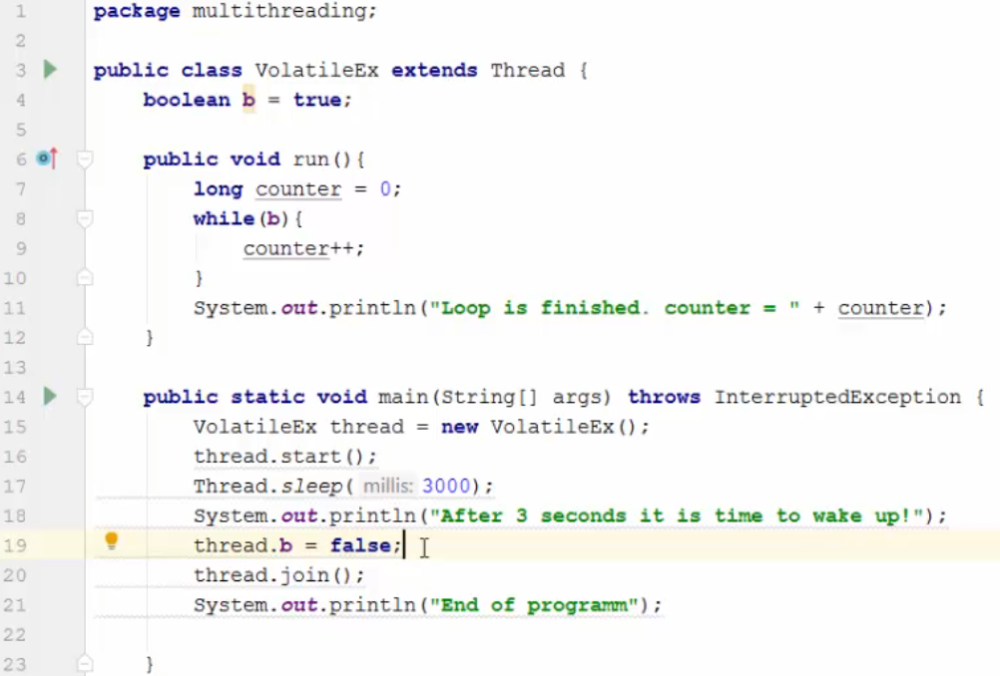 1 package multithreading;
2
3 public class VolatileEx extends Thread {
4 boolean b = true;
5
6 public void run(){
7 long counter = 0;
8 while(b){
9 counter++;
10 }
11 System.out.println("Loop is finished. counter = " + counter);
12 }
13
14 public static void main(String[] args) throws InterruptedException {
15 VolatileEx thread = new VolatileEx();
16 thread.start();
17 Thread.sleep( millis: 3000);
18 System.out.println("After 3 seconds it is time to wake up!");
19 thread.b = false;
20 thread.join();
21 System.out.println("End of programm");
22
23 }